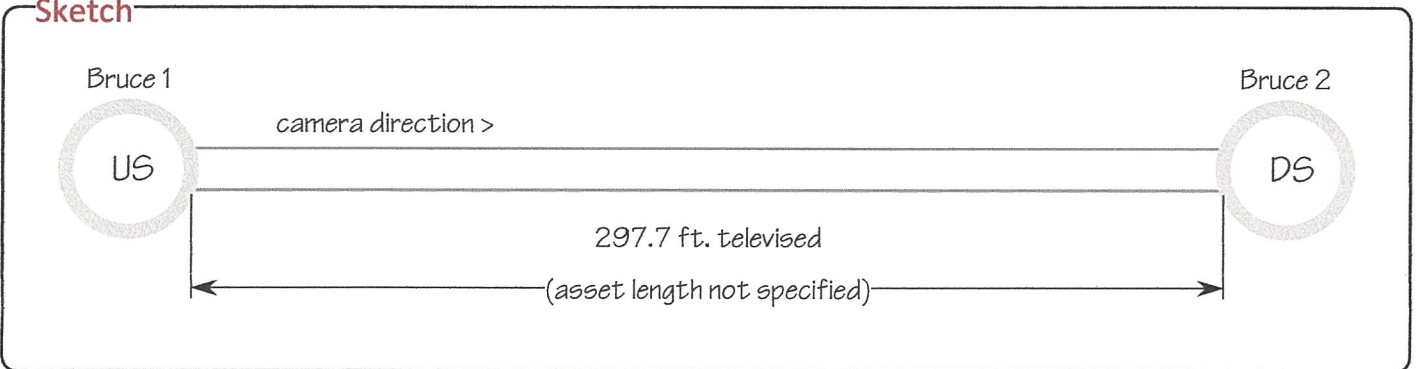 Sketch
Bruce 1
Bruce 2
camera direction >
US
DS
297.7 ft. televised
(asset length not specified)